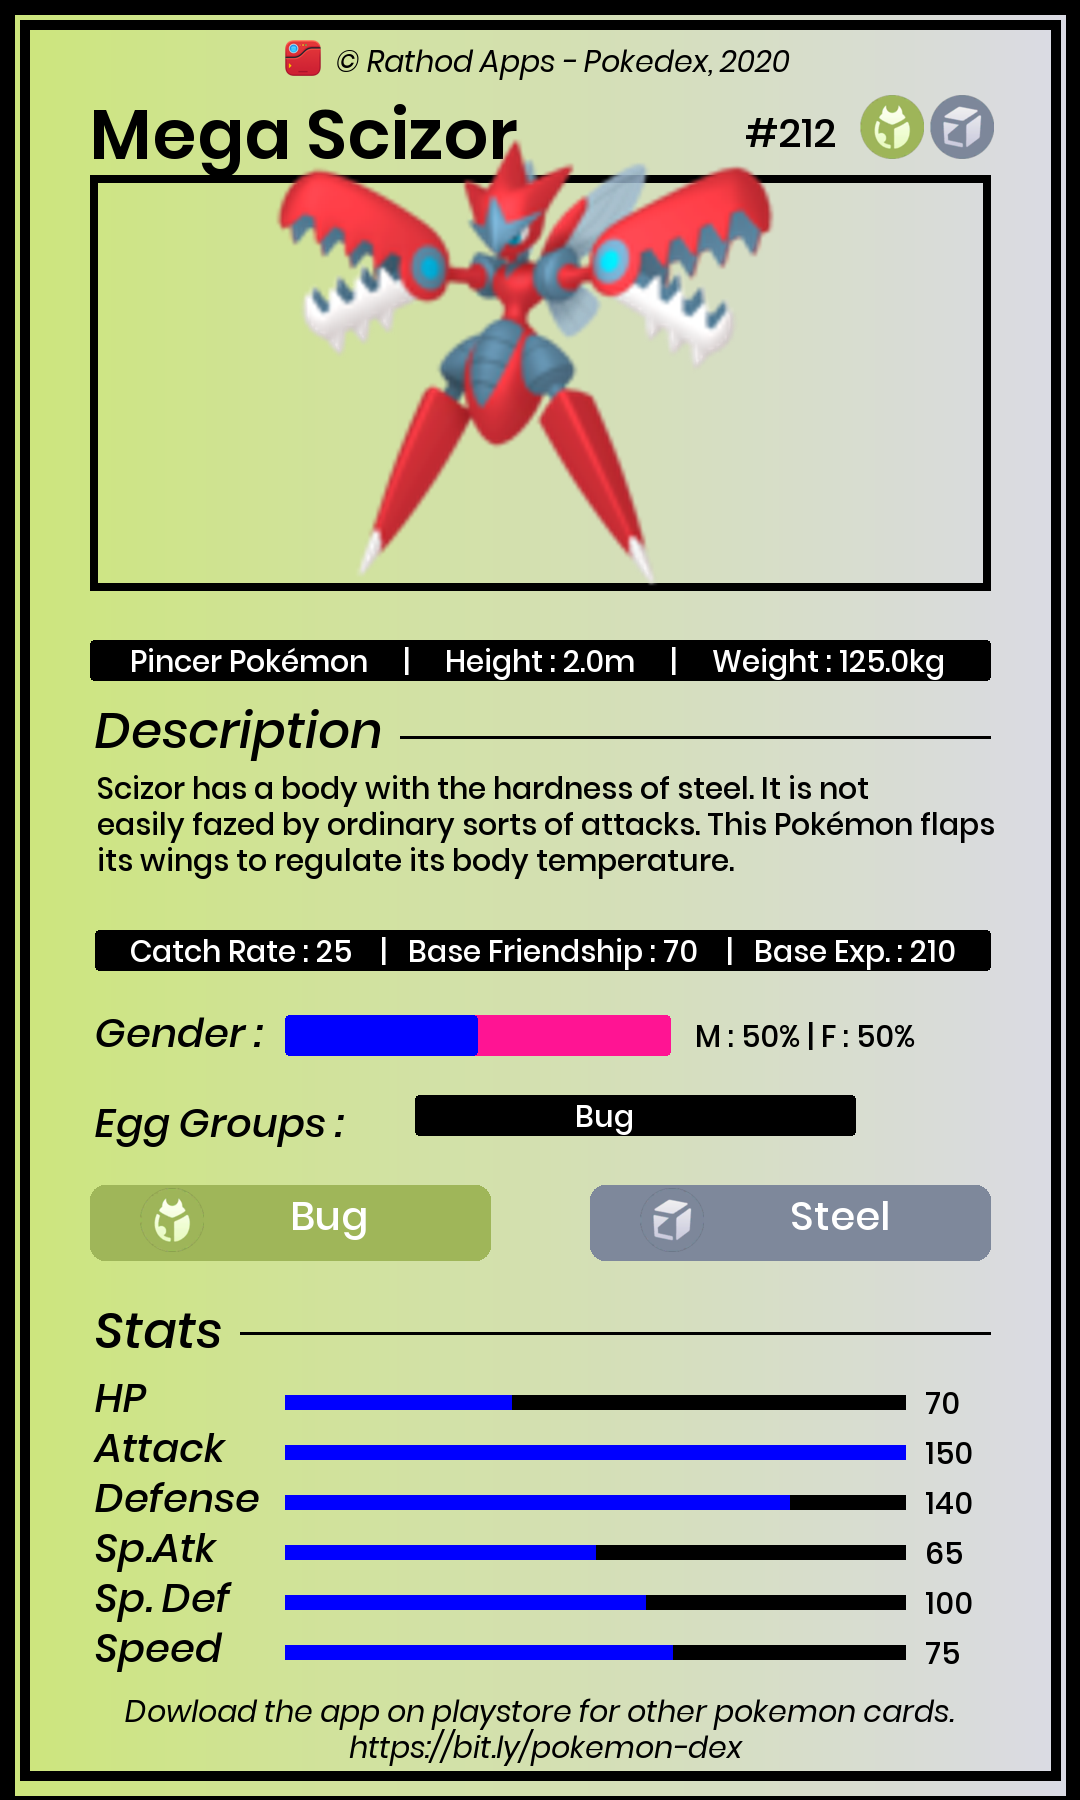 © Rathod Apps - Pokedex, 2020
Mega Scizor #212
Pincer Pokémon | Height : 2.0m | Weight : 125.0kg
Description
Scizor has a body with the hardness of steel. It is not
easily fazed by ordinary sorts of attacks. This Pokémon flaps
its wings to regulate its body temperature.
Catch Rate : 25 | Base Friendship : 70 | Base Exp. : 210
Gender : M : 50% | F : 50%
Egg Groups : Bug
Bug Steel
Stats
HP 70
Attack 150
Defense 140
Sp.Atk 65
Sp. Def 100
Speed 75
Dowload the app on playstore for other pokemon cards.
https://bit.ly/pokemon-dex